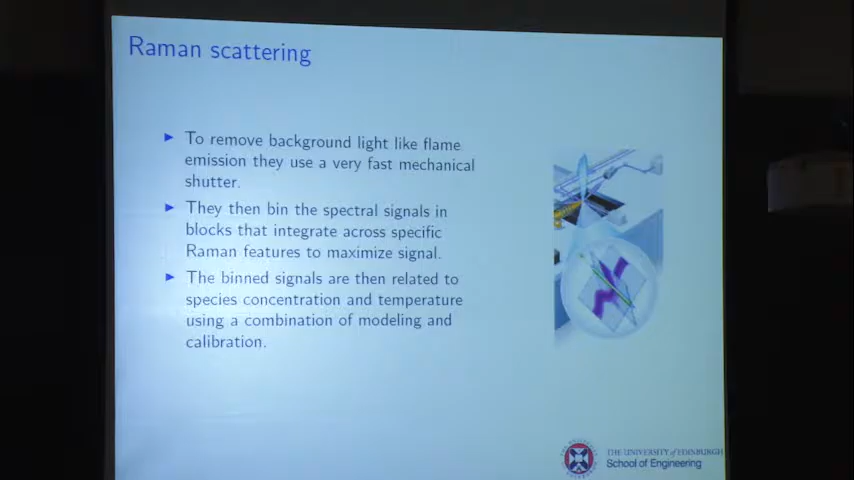 Raman scattering
▶ To remove background light like flame
emission they use a very fast mechanical
shutter.
▶ They then bin the spectral signals in
blocks that integrate across specific
Raman features to maximize signal.
▶ The binned signals are then related to
species concentration and temperature
using a combination of modeling and
calibration.
THE UNIVERSITY of EDINBURGH
School of Engineering